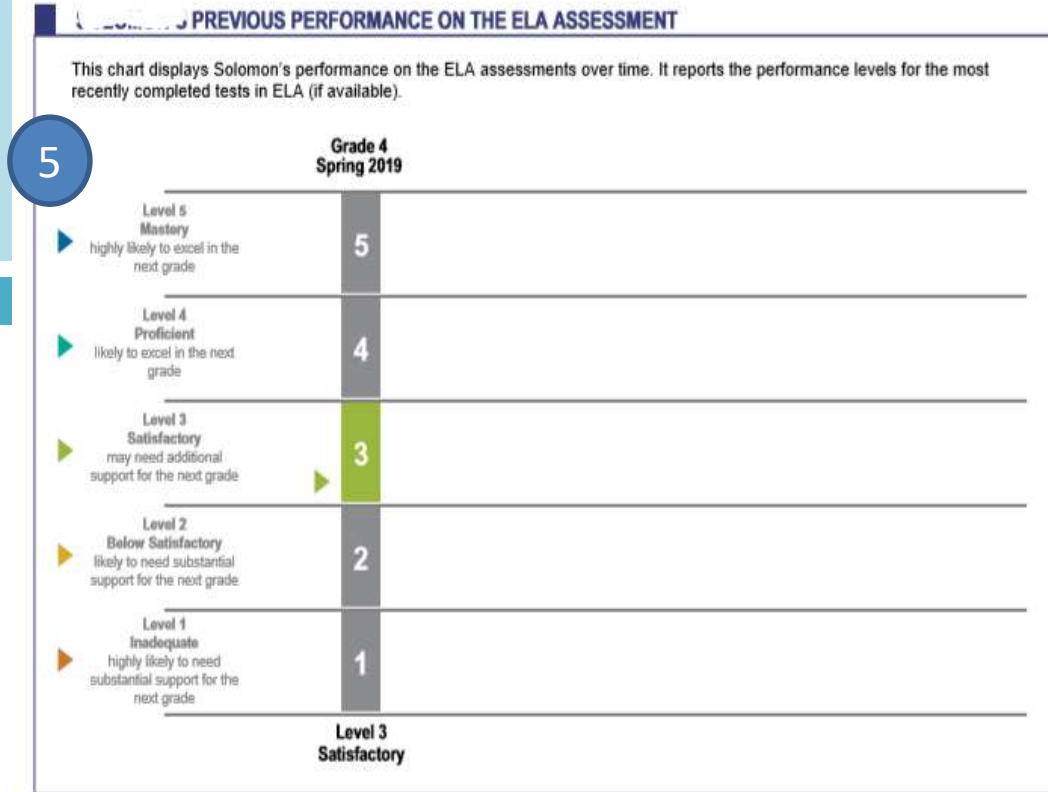 PREVIOUS PERFORMANCE ON THE ELA ASSESSMENT
This chart displays Solomon's performance on the ELA assessments over time. It reports the performance levels for the most
recently completed tests in ELA (if available).
5
Grade 4
Spring 2019
Level 5
Mastery
highly likely to excel in the
next grade
5
Level 4
Proficient
likely to excel in the next
grade
4
Level 3
Satisfactory
may need additional
support for the next grade
3
Level 2
Below Satisfactory
likely to need substantial
support for the next grade
2
Level 1
Inadequate
highly likely to need
substantial support for the
next grade
1
Level 3
Satisfactory